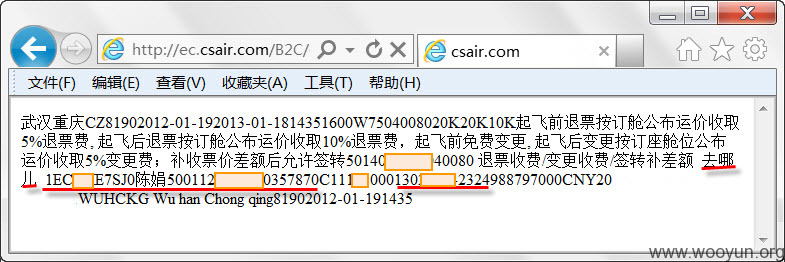 http://ec.csair.com/B2C/
csair.com
文件(F) 编辑(E) 查看(V) 收藏夹(A) 工具(T) 帮助(H)
武汉重庆CZ81902012-01-192013-01-1814351600W7504008020K20K10K起飞前退票按订舱公布运价收取
5%退票费,起飞后退票按订舱公布运价收取10%退票费，起飞前免费变更,起飞后变更按订座舱位公布
运价收取5%变更费；补收票价差额后允许签转50140 40080 退票收费/变更收费/签转补差额 去哪
儿 1EC E7SJ0陈娟500112 0357870C111 000130 2324988797000CNY20
WUHCKG Wu han Chong qing81902012-01-191435
www.wooyun.org